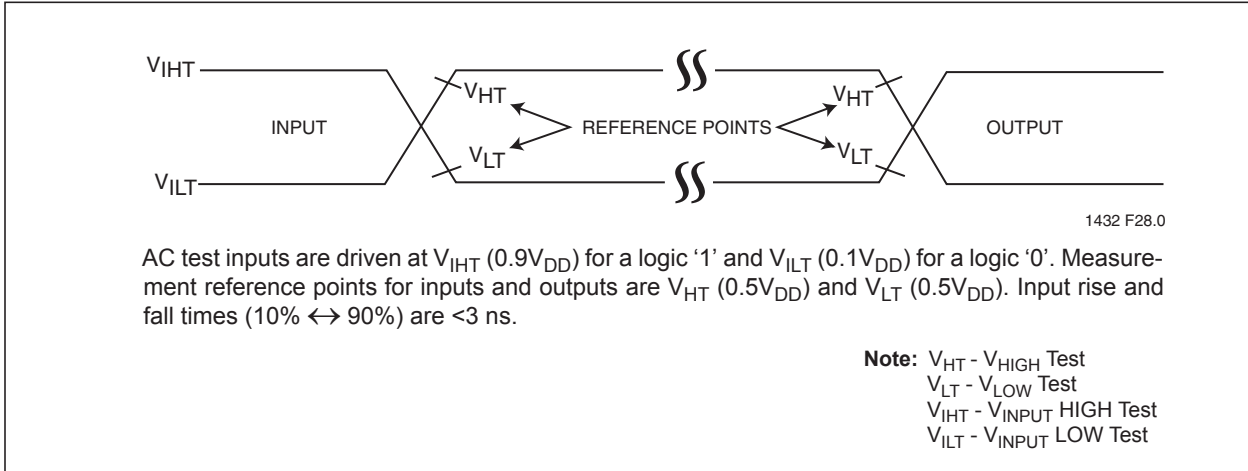 VIHT
VHT
VHT
INPUT
REFERENCE POINTS
OUTPUT
VLT
VLT
VILT
1432 F28.0
AC test inputs are driven at VIHT (0.9VDD) for a logic ‘1’ and VILT (0.1VDD) for a logic ‘0’. Measure-
ment reference points for inputs and outputs are VHT (0.5VDD) and VLT (0.5VDD). Input rise and
fall times (10% ↔ 90%) are <3 ns.
Note: VHT - VHIGH Test
VLT - VLOW Test
VIHT - VINPUT HIGH Test
VILT - VINPUT LOW Test